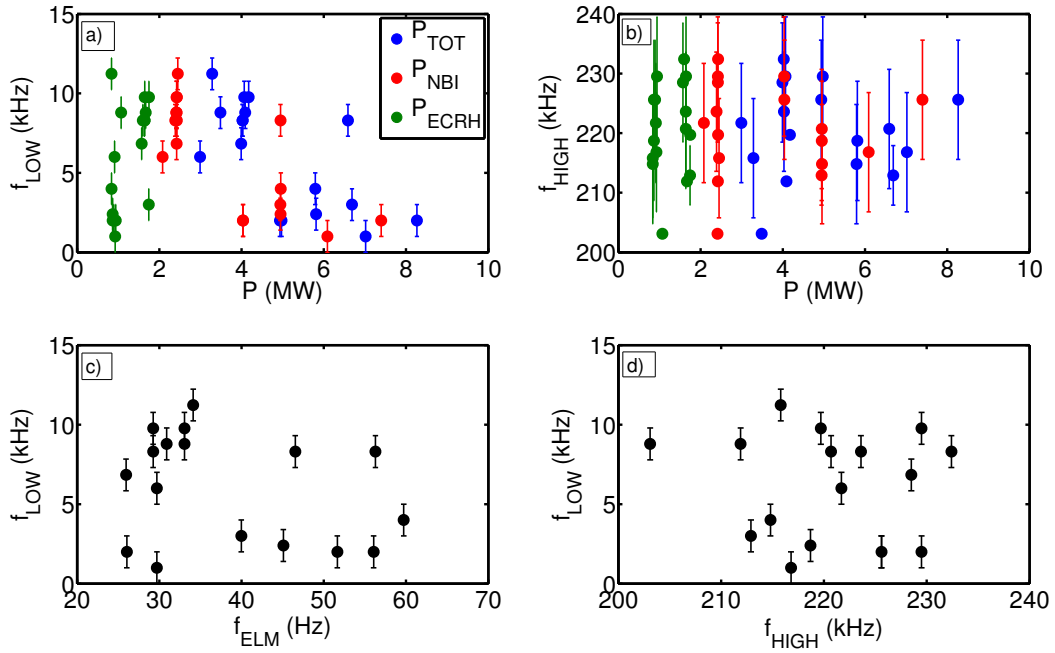 a)
P_TOT
P_NBI
P_ECRH
15
10
5
0
f_LOW (kHz)
0 2 4 6 8 10
P (MW)
b)
240
230
220
210
200
f_HIGH (kHz)
0 2 4 6 8 10
P (MW)
c)
15
10
5
0
f_LOW (kHz)
20 30 40 50 60 70
f_ELM (Hz)
d)
15
10
5
0
f_LOW (kHz)
200 210 220 230 240
f_HIGH (kHz)